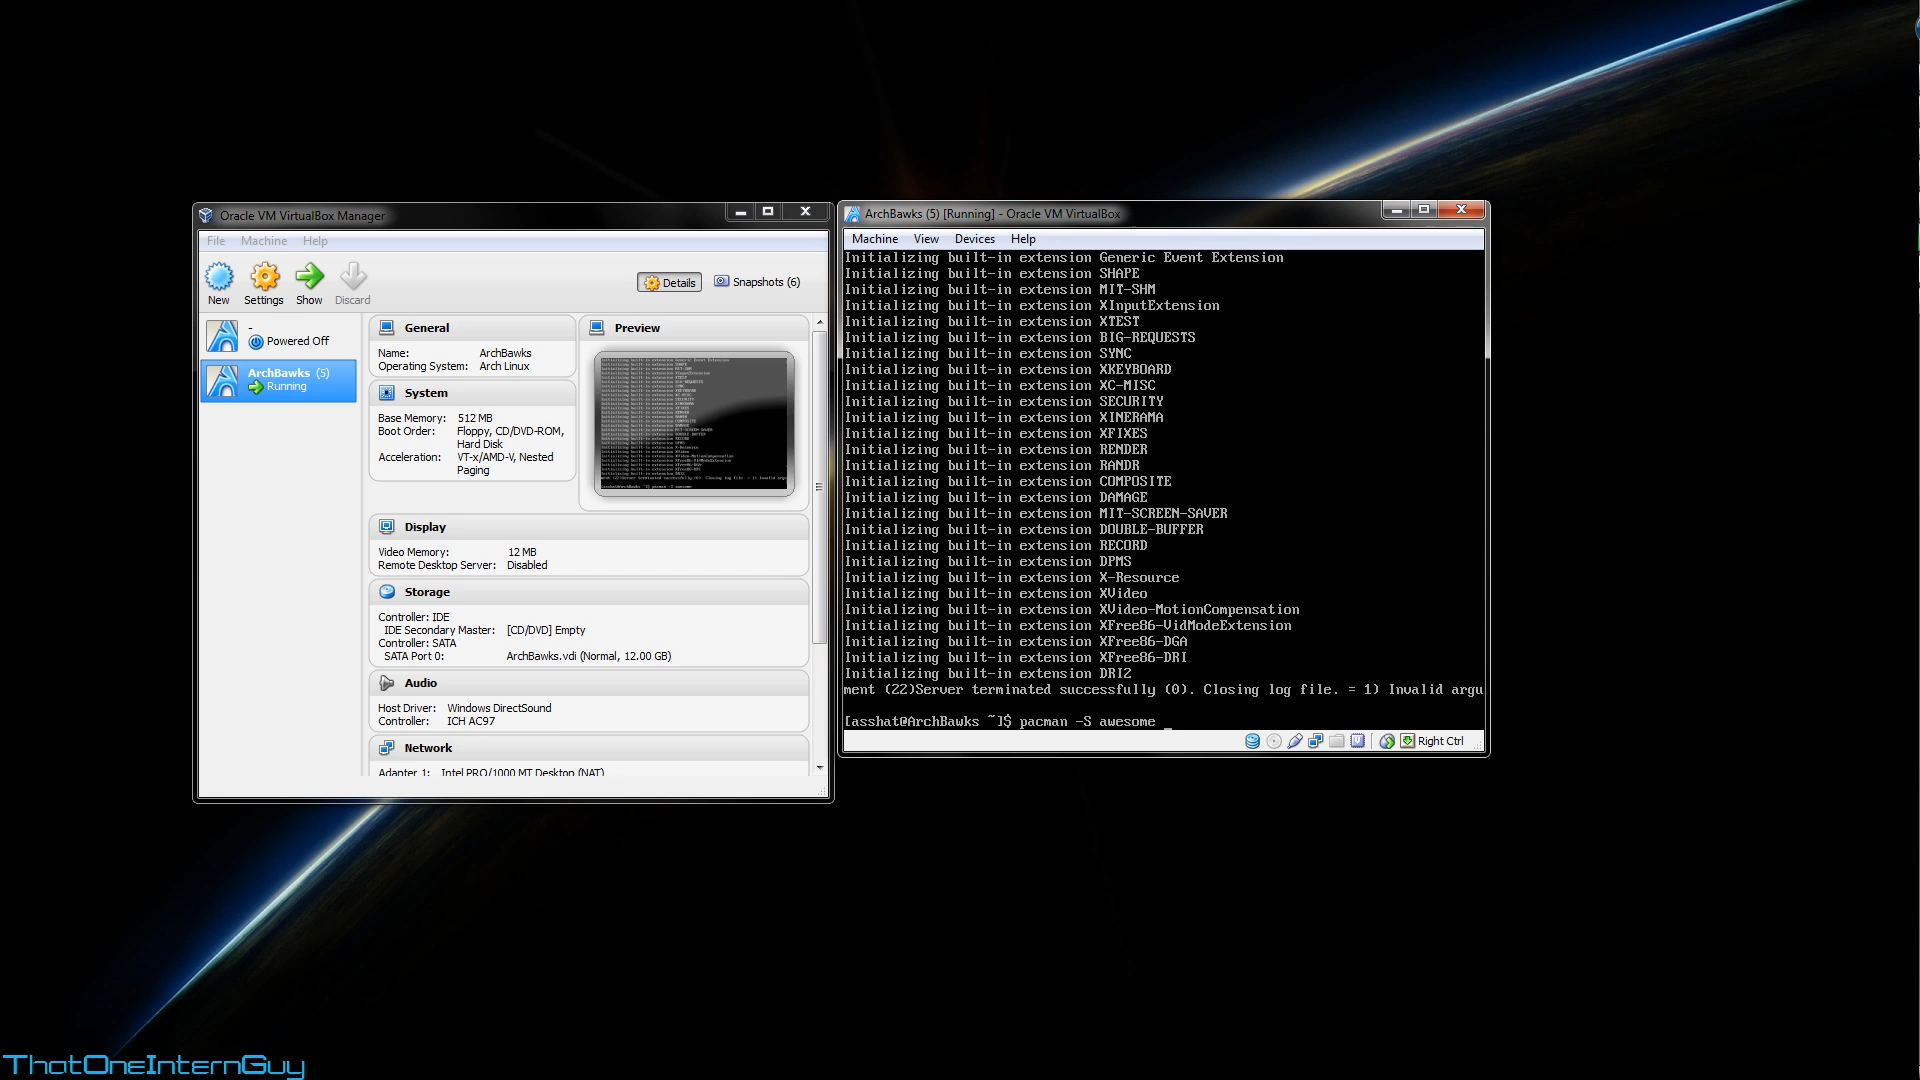 Oracle VM VirtualBox Manager
File Machine Help
New Settings Show Discard
Details Snapshots (6)
-
Powered Off
ArchBawks (5)
Running
General
Name: ArchBawks
Operating System: Arch Linux
System
Base Memory: 512 MB
Boot Order: Floppy, CD/DVD-ROM,
Hard Disk
Acceleration: VT-x/AMD-V, Nested
Paging
Preview
Display
Video Memory: 12 MB
Remote Desktop Server: Disabled
Storage
Controller: IDE
IDE Secondary Master: [CD/DVD] Empty
Controller: SATA
SATA Port 0: ArchBawks.vdi (Normal, 12.00 GB)
Audio
Host Driver: Windows DirectSound
Controller: ICH AC97
Network
Adapter 1: Intel PRO/1000 MT Desktop (NAT)
ArchBawks (5) [Running] - Oracle VM VirtualBox
Machine View Devices Help
Initializing built-in extension Generic Event Extension
Initializing built-in extension SHAPE
Initializing built-in extension MIT-SHM
Initializing built-in extension XInputExtension
Initializing built-in extension XTEST
Initializing built-in extension BIG-REQUESTS
Initializing built-in extension SYNC
Initializing built-in extension XKEYBOARD
Initializing built-in extension XC-MISC
Initializing built-in extension SECURITY
Initializing built-in extension XINERAMA
Initializing built-in extension XFIXES
Initializing built-in extension RENDER
Initializing built-in extension RANDR
Initializing built-in extension COMPOSITE
Initializing built-in extension DAMAGE
Initializing built-in extension MIT-SCREEN-SAVER
Initializing built-in extension DOUBLE-BUFFER
Initializing built-in extension RECORD
Initializing built-in extension DPMS
Initializing built-in extension X-Resource
Initializing built-in extension XVideo
Initializing built-in extension XVideo-MotionCompensation
Initializing built-in extension XFree86-VidModeExtension
Initializing built-in extension XFree86-DGA
Initializing built-in extension XFree86-DRI
Initializing built-in extension DRI2
ment (22)Server terminated successfully (0). Closing log file. = 1) Invalid argu
[asshat@ArchBawks ~]$ pacman -S awesome _
Right Ctrl
ThatOneInternGuy